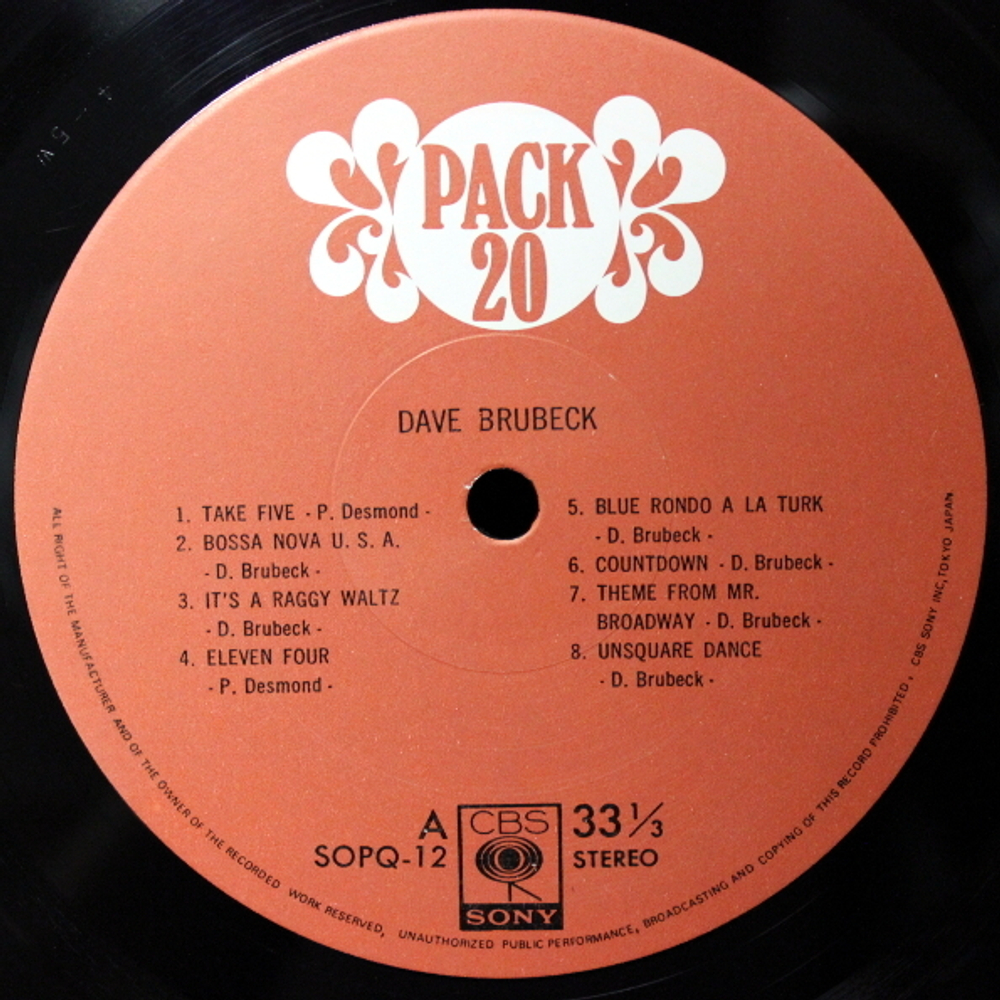 PACK
20
DAVE BRUBECK
1. TAKE FIVE - P. Desmond -
2. BOSSA NOVA U. S. A.
- D. Brubeck -
3. IT'S A RAGGY WALTZ
- D. Brubeck -
4. ELEVEN FOUR
- P. Desmond -
5. BLUE RONDO A LA TURK
- D. Brubeck -
6. COUNTDOWN - D. Brubeck -
7. THEME FROM MR.
BROADWAY - D. Brubeck -
8. UNSQUARE DANCE
- D. Brubeck -
A
SOPQ-12
CBS
SONY
33 1/3
STEREO
ALL RIGHT OF THE MANUFACTURER AND OF THE OWNER OF THE RECORDED WORK RESERVED, UNAUTHORIZED PUBLIC PERFORMANCE, BROADCASTING AND COPYING OF THIS RECORD PROHIBITED, CBS SONY INC, TOKYO JAPAN